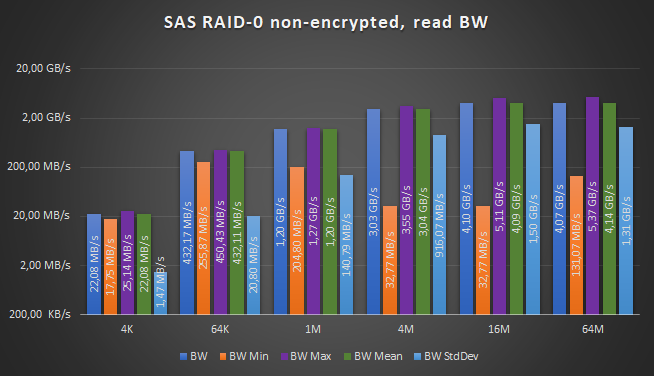 SAS RAID-0 non-encrypted, read BW
20,00 GB/s
2,00 GB/s
200,00 MB/s
20,00 MB/s
2,00 MB/s
200,00 KB/s
22,08 MB/s
17,75 MB/s
25,14 MB/s
22,08 MB/s
1,47 MB/s
432,17 MB/s
255,87 MB/s
450,43 MB/s
432,11 MB/s
20,80 MB/s
1,20 GB/s
204,80 MB/s
1,27 GB/s
1,20 GB/s
140,79 MB/s
3,03 GB/s
32,77 MB/s
3,55 GB/s
3,04 GB/s
916,07 MB/s
4,10 GB/s
32,77 MB/s
5,11 GB/s
4,09 GB/s
1,50 GB/s
4,07 GB/s
131,07 MB/s
5,37 GB/s
4,14 GB/s
1,31 GB/s
4K 64K 1M 4M 16M 64M
BW BW Min BW Max BW Mean BW StdDev